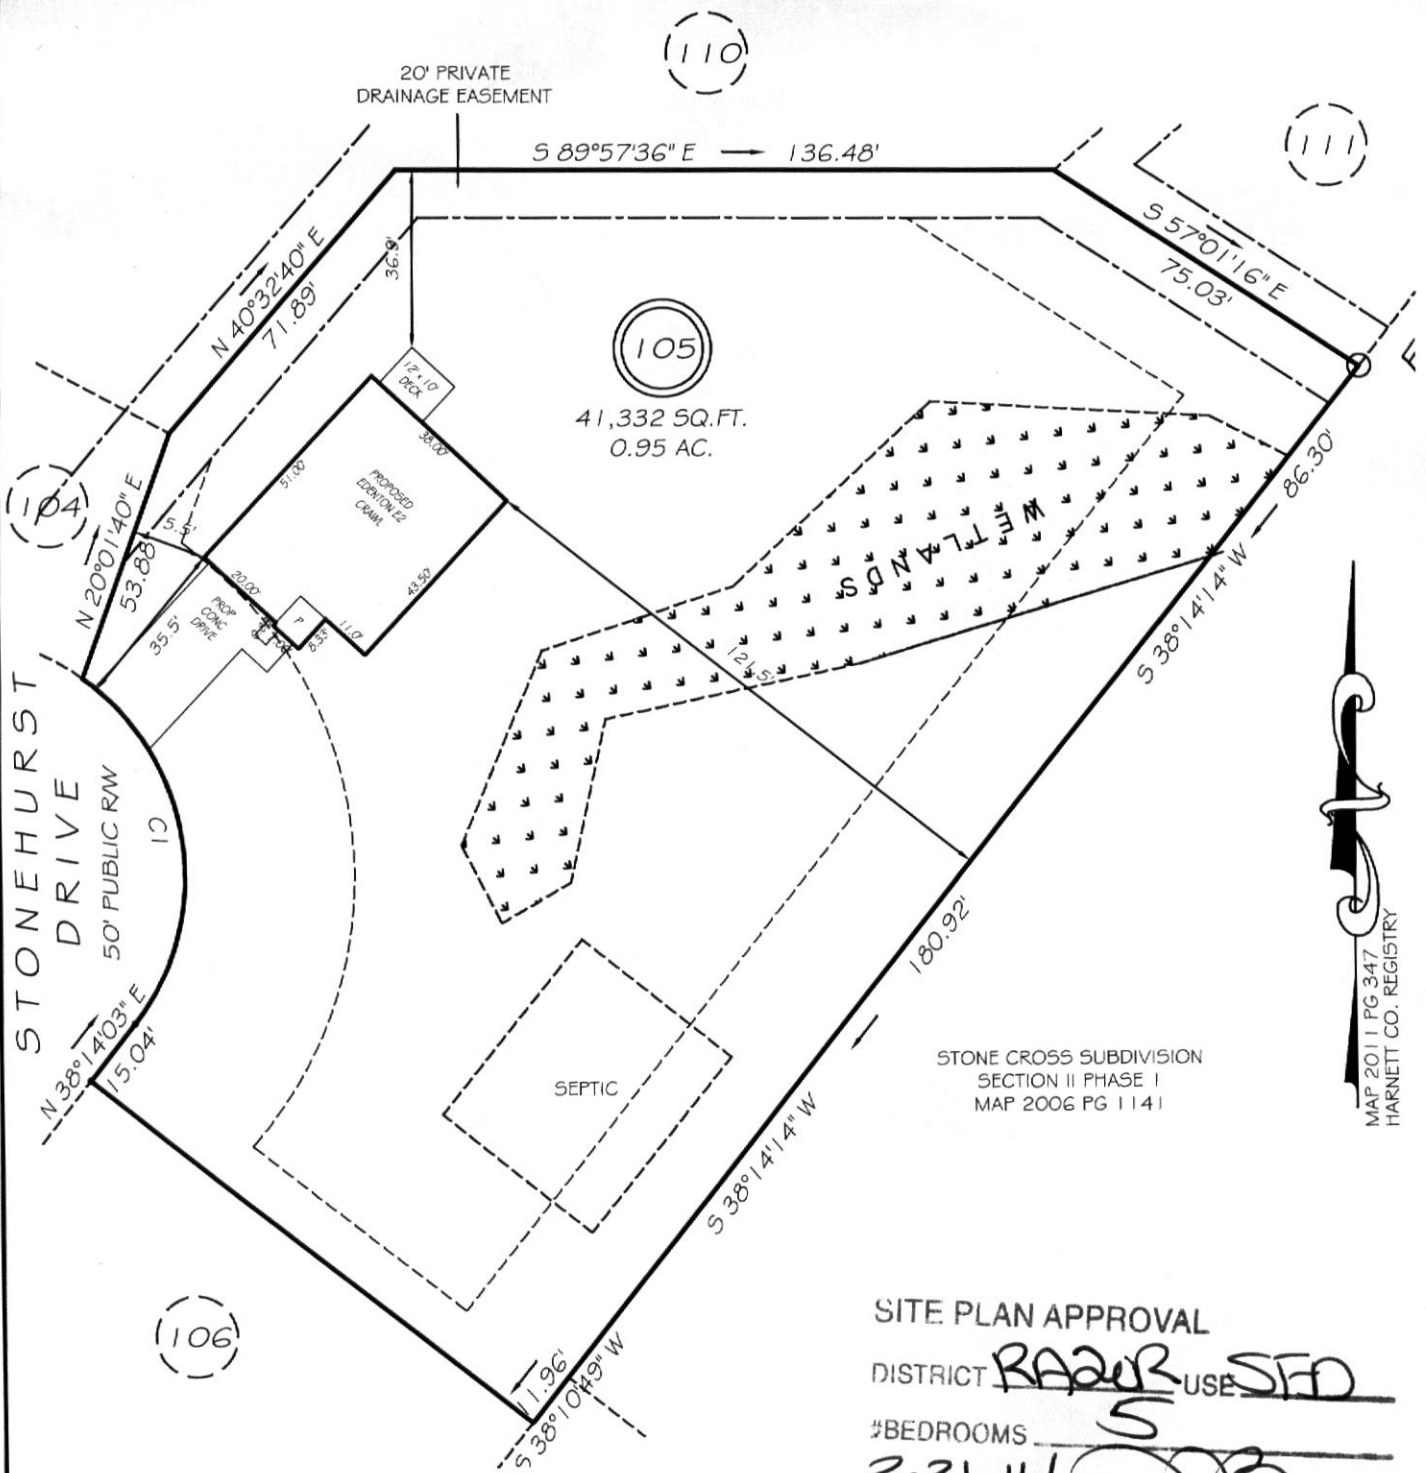 110
20' PRIVATE
DRAINAGE EASEMENT
111
S 89°57'36" E
136.48'
S 57°01'16" E
75.03'
N 40°32'40" E
71.89'
36.9'
105
41,332 SQ.FT.
0.95 AC.
12'x10'
DECK
38.00'
51.00'
PROPOSED
EDENTON E2
CRAWL
43.50'
104
N 20°01'40" E
53.88'
5.5'
20.00'
PROP
CONC
DRIVE
35.5'
P
8.33'
11.0'
WETLANDS
121.5'
86.30'
S 38°14'14" W
STONEHURST
DRIVE
50' PUBLIC R/W
C1
N 38°14'03" E
15.04'
180.92'
S 38°14'14" W
SEPTIC
STONE CROSS SUBDIVISION
SECTION II PHASE 1
MAP 2006 PG 1141
MAP 2011 PG 347
HARNETT CO. REGISTRY
106
11.96'
S 38°10'49" W
SITE PLAN APPROVAL
DISTRICT RA20R USE SFD
#BEDROOMS 5